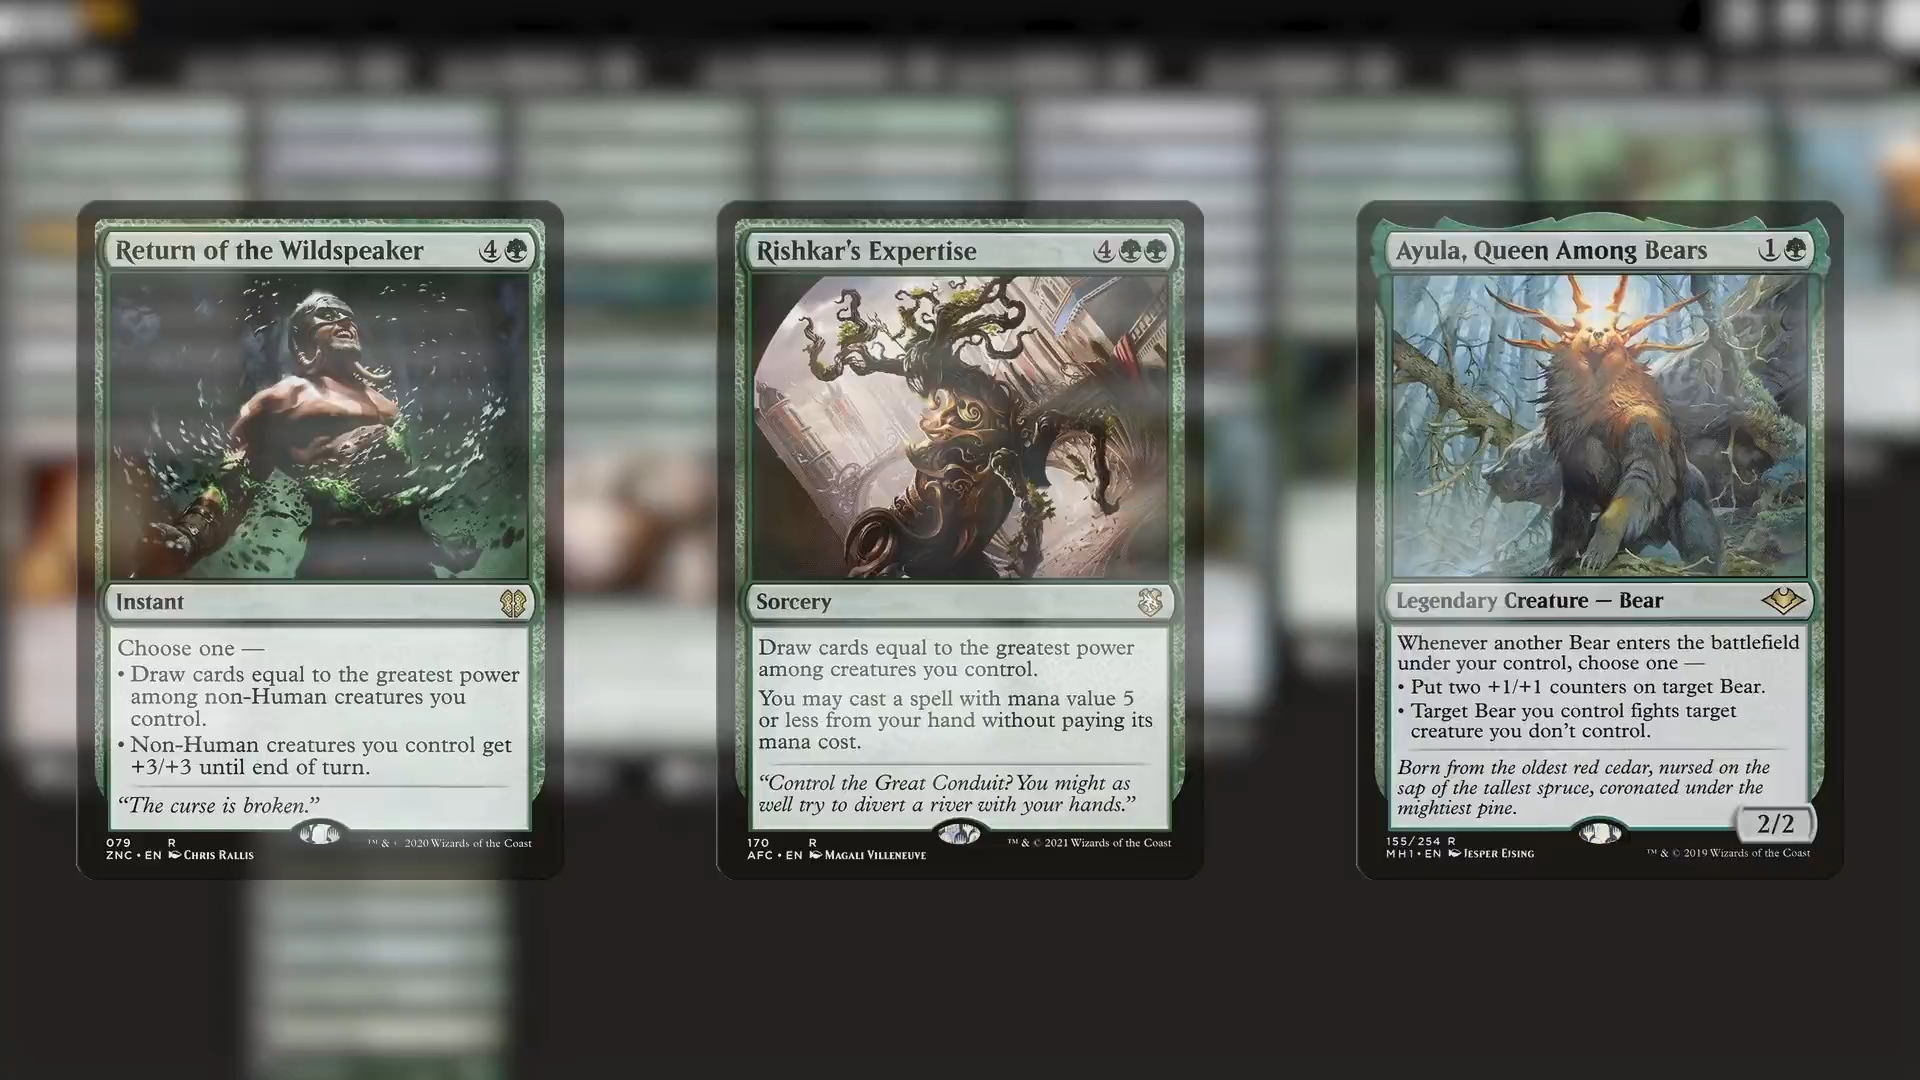 Return of the Wildspeaker 4
Instant
Choose one —
• Draw cards equal to the greatest power
among non-Human creatures you
control.
• Non-Human creatures you control get
+3/+3 until end of turn.
“The curse is broken.”
079 R
ZNC • EN Chris Rallis
™ & © 2020 Wizards of the Coast
Rishkar's Expertise 4
Sorcery
Draw cards equal to the greatest power
among creatures you control.
You may cast a spell with mana value 5
or less from your hand without paying its
mana cost.
“Control the Great Conduit? You might as
well try to divert a river with your hands.”
170 R
AFC • EN Magali Villeneuve
™ & © 2021 Wizards of the Coast
Ayula, Queen Among Bears 1
Legendary Creature — Bear
Whenever another Bear enters the battlefield
under your control, choose one —
• Put two +1/+1 counters on target Bear.
• Target Bear you control fights target
creature you don't control.
Born from the oldest red cedar, nursed on the
sap of the tallest spruce, coronated under the
mightiest pine.
2/2
155/254 R
MH1 • EN Jesper Eising
™ & © 2019 Wizards of the Coast